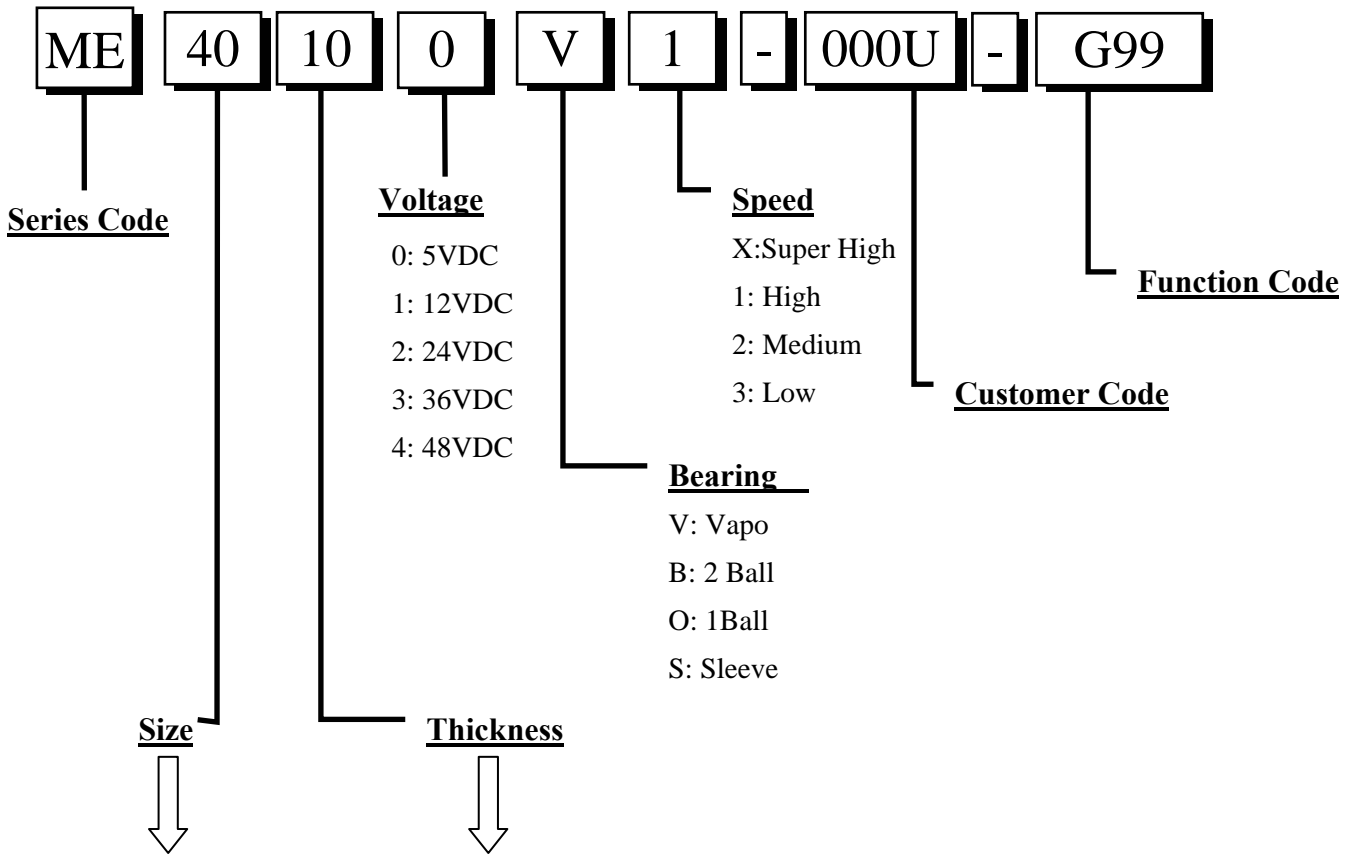 ME 40 10 0 V 1 - 000U - G99
Series Code
Voltage
0: 5VDC
1: 12VDC
2: 24VDC
3: 36VDC
4: 48VDC
Speed
X:Super High
1: High
2: Medium
3: Low
Function Code
Customer Code
Bearing
V: Vapo
B: 2 Ball
O: 1Ball
S: Sleeve
Size
Thickness